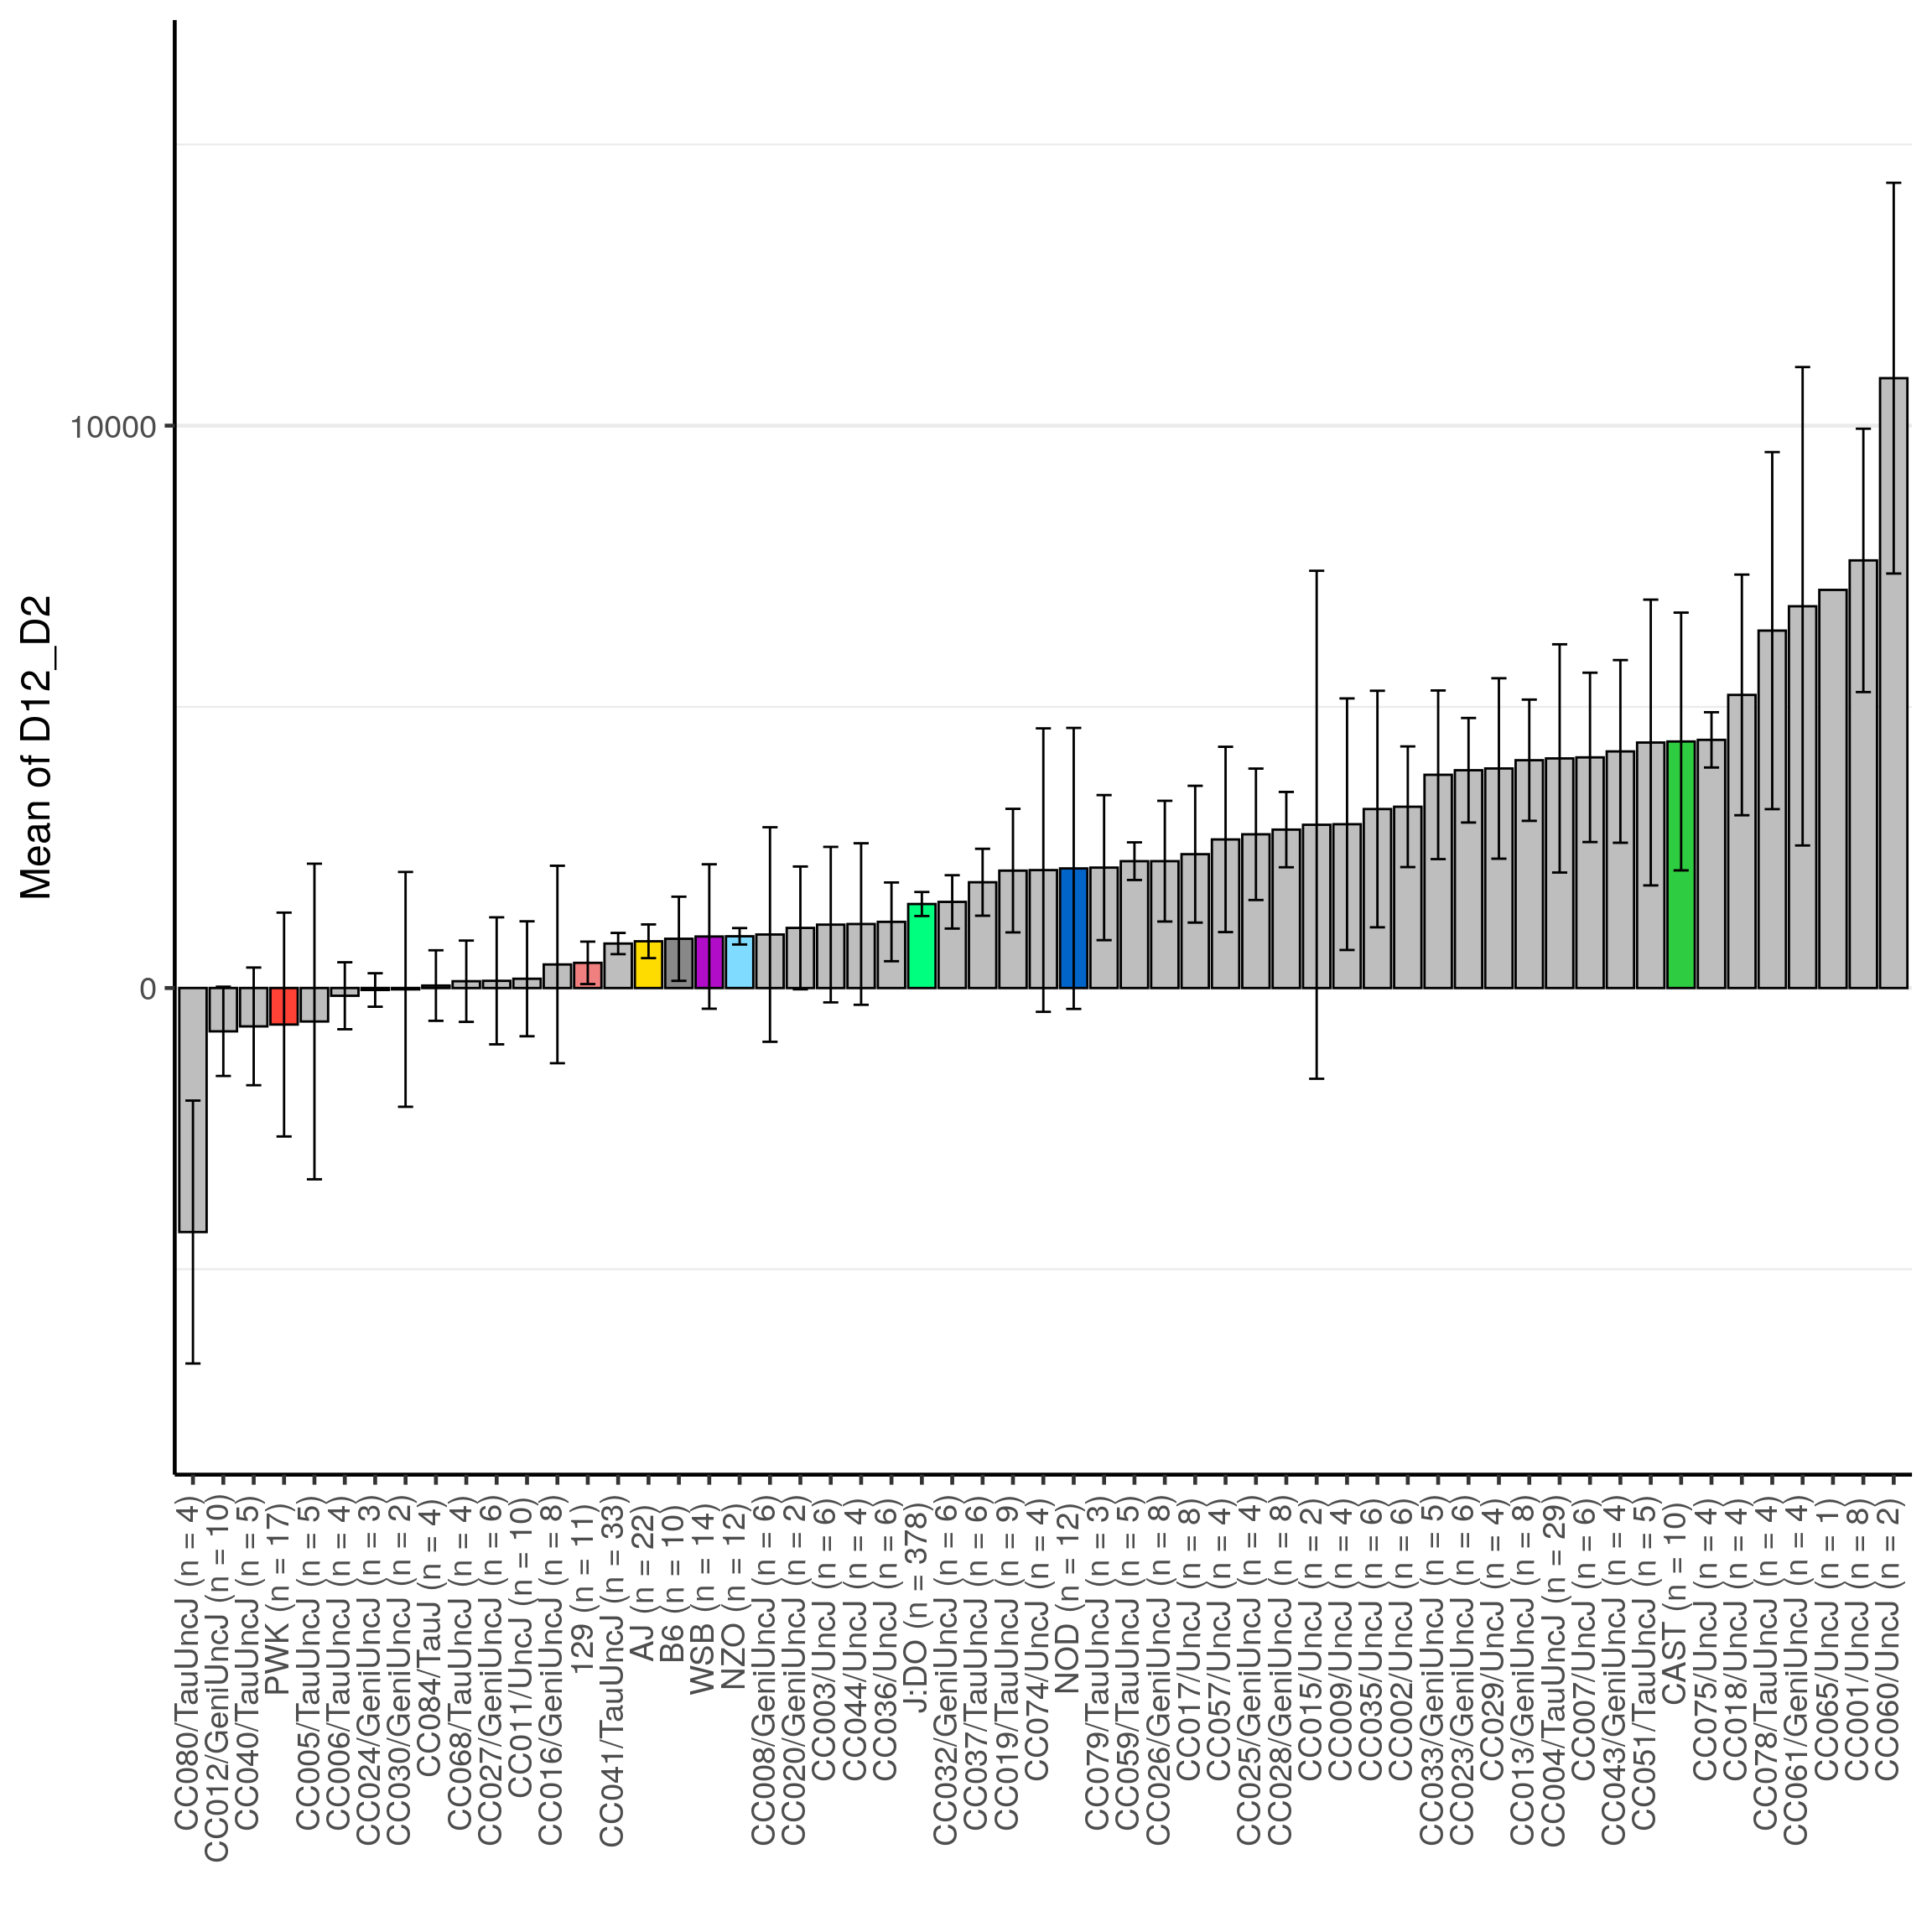 Mean of D12_D2
10000
0
CC080/TauUncJ (n = 4)
CC012/GeniUncJ (n = 10)
CC040/TauUncJ (n = 5)
PWK (n = 17)
CC005/TauUncJ (n = 5)
CC006/TauUncJ (n = 4)
CC024/GeniUncJ (n = 3)
CC030/GeniUncJ (n = 2)
CC084/TauJ (n = 4)
CC068/TauUncJ (n = 4)
CC027/GeniUncJ (n = 6)
CC011/UncJ (n = 10)
CC016/GeniUncJ (n = 8)
129 (n = 11)
CC041/TauUncJ (n = 33)
AJ (n = 22)
B6 (n = 10)
WSB (n = 14)
NZO (n = 12)
CC008/GeniUncJ (n = 6)
CC020/GeniUncJ (n = 2)
CC003/UncJ (n = 6)
CC044/UncJ (n = 4)
CC036/UncJ (n = 6)
J:DO (n = 378)
CC032/GeniUncJ (n = 6)
CC037/TauUncJ (n = 6)
CC019/TauUncJ (n = 9)
CC074/UncJ (n = 4)
NOD (n = 12)
CC079/TauUncJ (n = 3)
CC059/TauUncJ (n = 5)
CC026/GeniUncJ (n = 8)
CC017/UncJ (n = 8)
CC057/UncJ (n = 4)
CC025/GeniUncJ (n = 4)
CC028/GeniUncJ (n = 8)
CC015/UncJ (n = 2)
CC009/UncJ (n = 4)
CC035/UncJ (n = 6)
CC002/UncJ (n = 6)
CC033/GeniUncJ (n = 5)
CC023/GeniUncJ (n = 6)
CC029/UncJ (n = 4)
CC013/GeniUncJ (n = 8)
CC004/TauUncJ (n = 29)
CC007/UncJ (n = 6)
CC043/GeniUncJ (n = 4)
CC051/TauUncJ (n = 5)
CAST (n = 10)
CC075/UncJ (n = 4)
CC018/UncJ (n = 4)
CC078/TauUncJ (n = 4)
CC061/GeniUncJ (n = 4)
CC065/UncJ (n = 1)
CC001/UncJ (n = 8)
CC060/UncJ (n = 2)